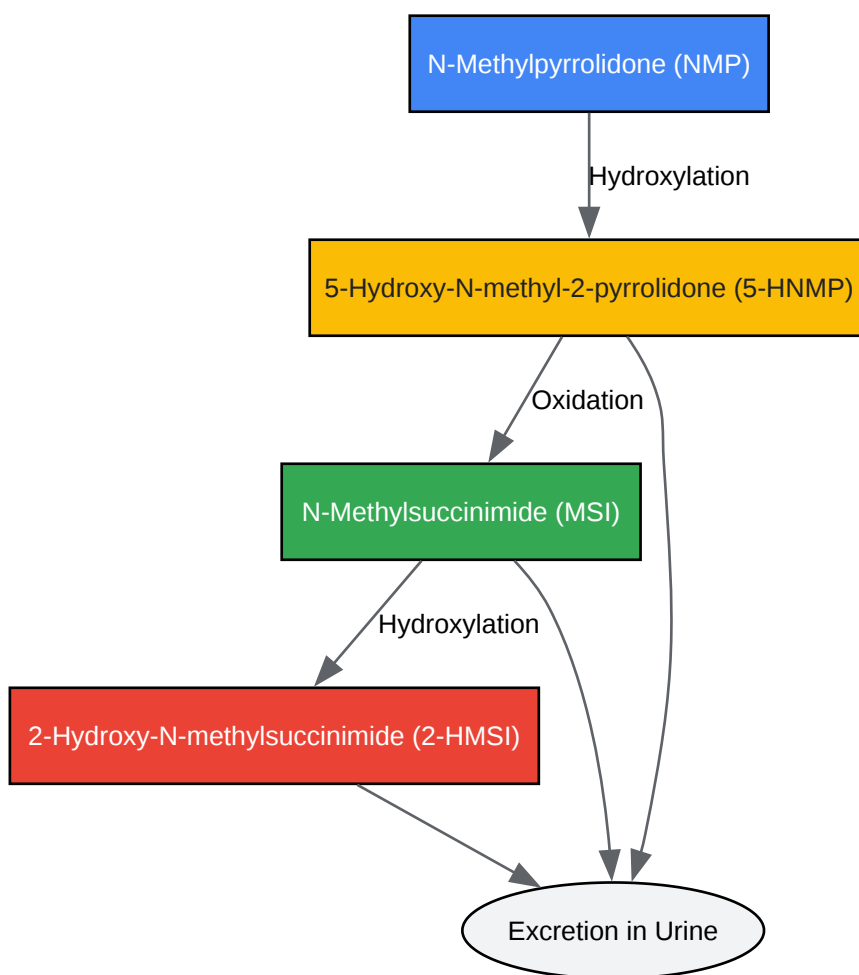 N-Methylpyrrolidone (NMP)
Hydroxylation
5-Hydroxy-N-methyl-2-pyrrolidone (5-HNMP)
Oxidation
N-Methylsuccinimide (MSI)
Hydroxylation
2-Hydroxy-N-methylsuccinimide (2-HMSI)
Excretion in Urine